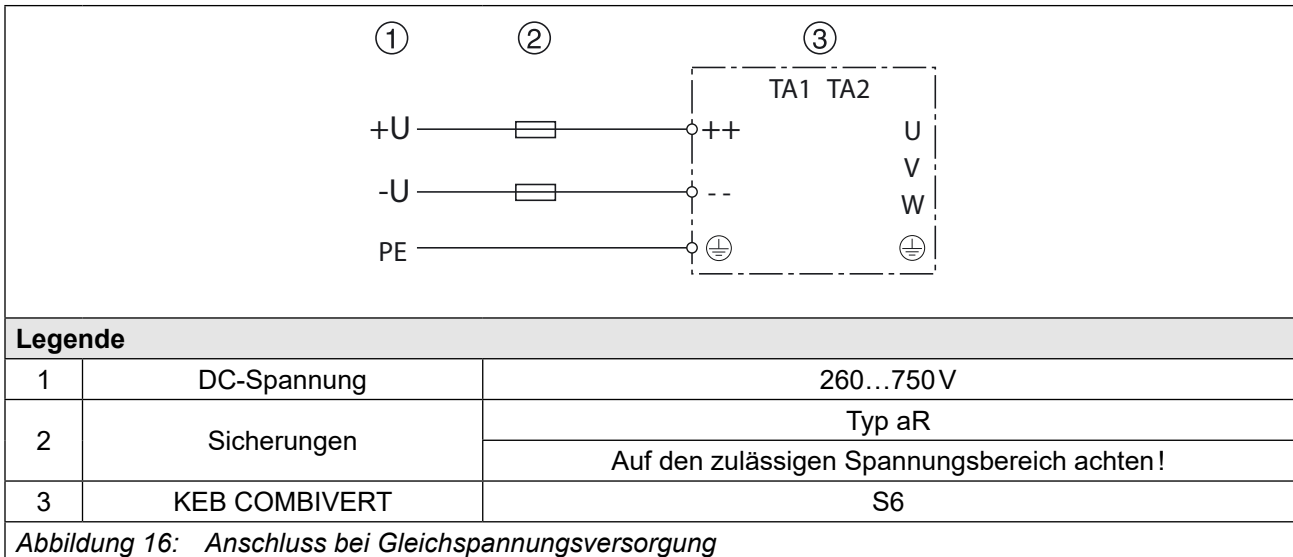 ① ② ③
TA1 TA2
+U ++ U
V
-U - - W
PE
Legende
1 DC-Spannung 260…750 V
2 Sicherungen Typ aR
Auf den zulässigen Spannungsbereich achten!
3 KEB COMBIVERT S6
Abbildung 16: Anschluss bei Gleichspannungsversorgung